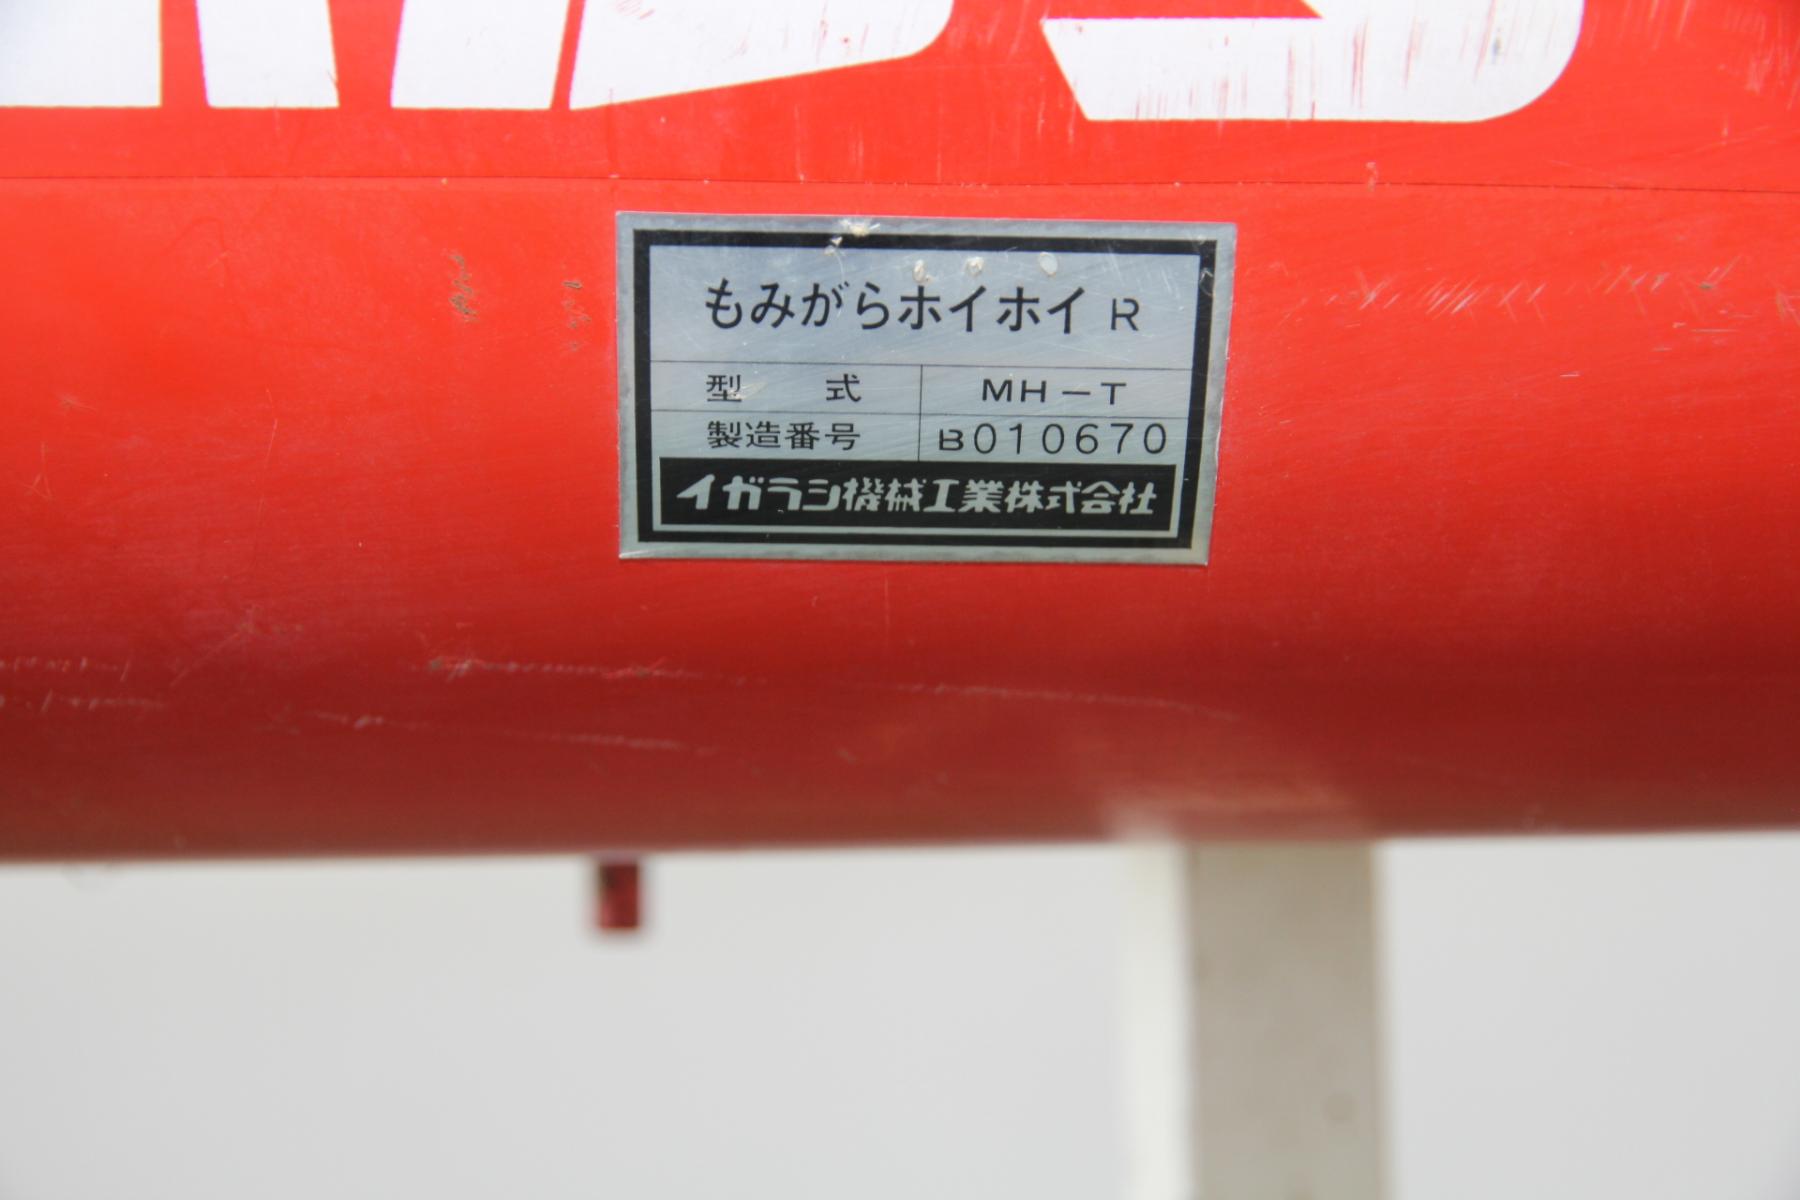 もみがらホイホイ R
型式 MH-T
製造番号 B010670
イガラシ機械工業株式会社